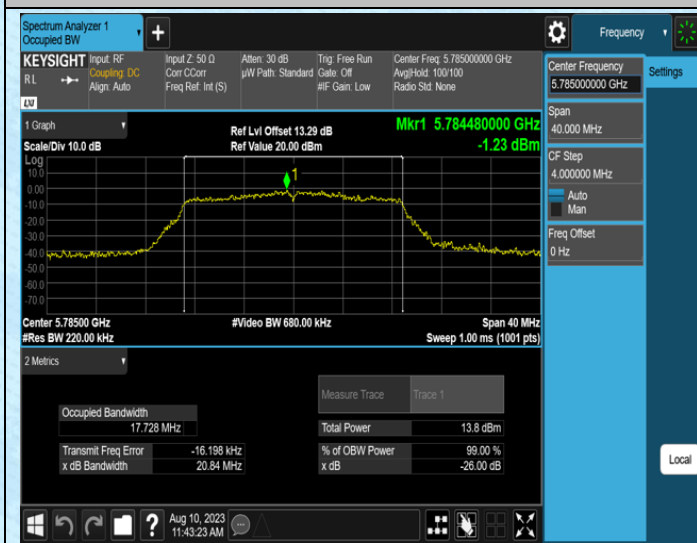 Spectrum Analyzer 1
Occupied BW
+
Frequency
KEYSIGHT
R L
LXI
Input: RF
Coupling: DC
Align: Auto
Input Z: 50 Ω
Corr CCorr
Freq Ref: Int (S)
Atten: 30 dB
µW Path: Standard
Trig: Free Run
Gate: Off
#IF Gain: Low
Center Freq: 5.785000000 GHz
Avg|Hold: 100/100
Radio Std: None
Center Frequency
5.785000000 GHz
Settings
Span
40.000 MHz
CF Step
4.000000 MHz
Auto
Man
Freq Offset
0 Hz
Local
1 Graph
Scale/Div 10.0 dB
Ref Lvl Offset 13.29 dB
Ref Value 20.00 dBm
Mkr1 5.784480000 GHz
-1.23 dBm
Log
10.0
0.00
-10.0
-20.0
-30.0
-40.0
-50.0
-60.0
-70.0
1
Center 5.78500 GHz
#Res BW 220.00 kHz
#Video BW 680.00 kHz
Span 40 MHz
Sweep 1.00 ms (1001 pts)
2 Metrics
Measure Trace
Trace 1
Occupied Bandwidth
17.728 MHz
Total Power
13.8 dBm
Transmit Freq Error
-16.198 kHz
% of OBW Power
99.00 %
x dB Bandwidth
20.84 MHz
x dB
-26.00 dB
?
Aug 10, 2023
11:43:23 AM